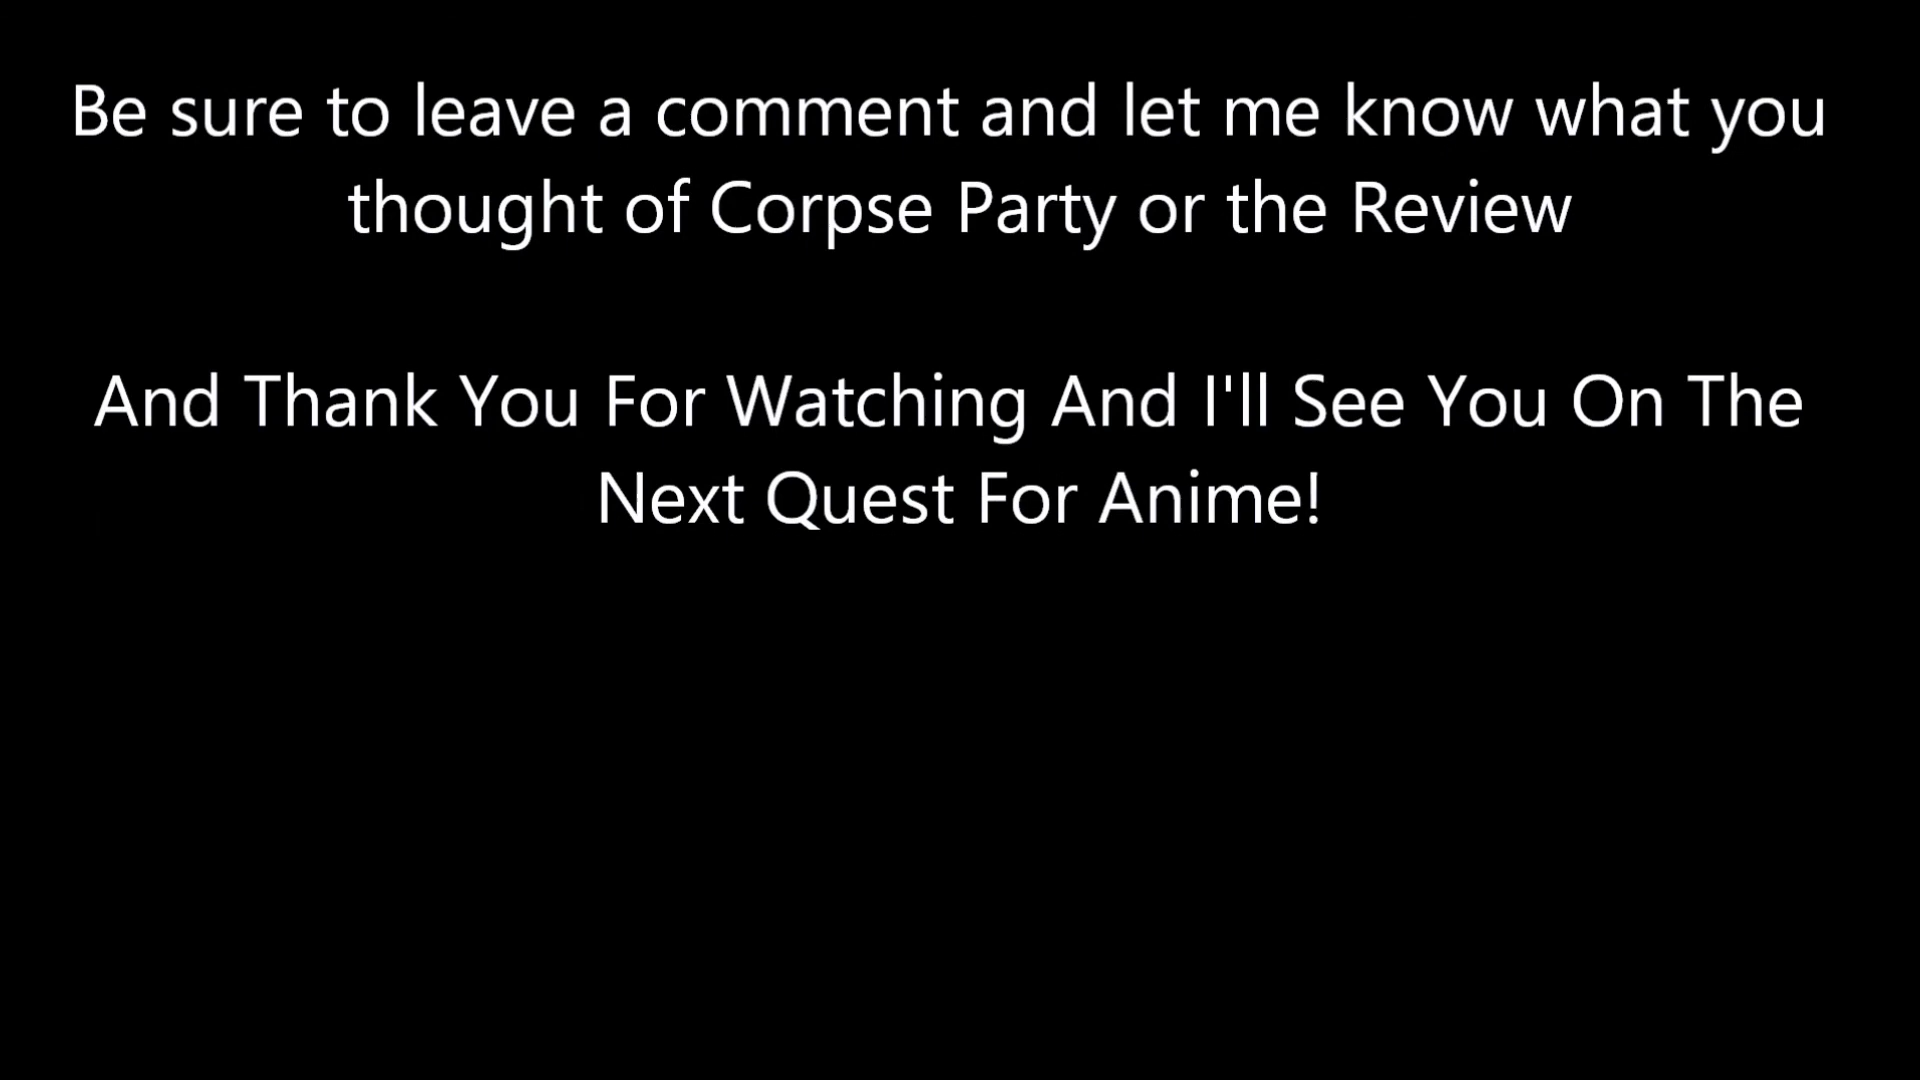 Be sure to leave a comment and let me know what you
thought of Corpse Party or the Review
And Thank You For Watching And I'll See You On The
Next Quest For Anime!